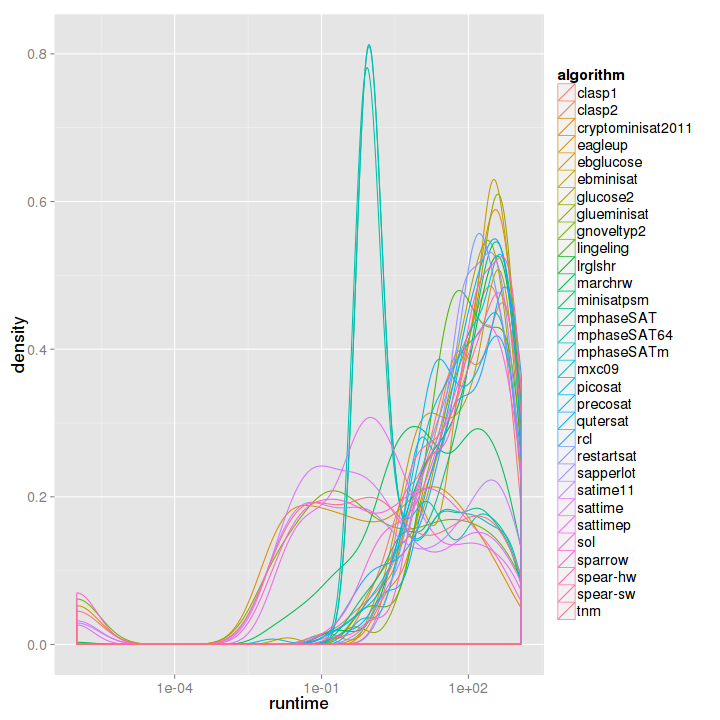 0.8
0.6
0.4
0.2
0.0
density
1e-04
1e-01
1e+02
runtime
algorithm
clasp1
clasp2
cryptominisat2011
eagleup
ebglucose
ebminisat
glucose2
glueminisat
gnoveltyp2
lingeling
lrglshr
marchrw
minisatpsm
mphaseSAT
mphaseSAT64
mphaseSATm
mxc09
picosat
precosat
qutersat
rcl
restartsat
sapperlot
satime11
sattime
sattimep
sol
sparrow
spear-hw
spear-sw
tnm